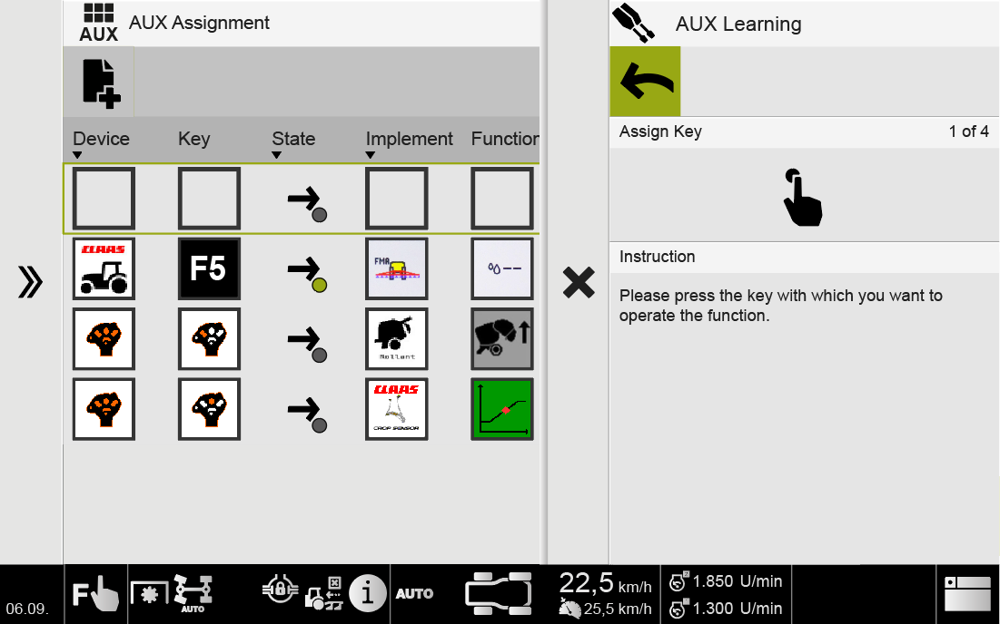 AUX
AUX Assignment
Device
Key
State
Implement
Function
CLAAS
F5
FMA
--
Nollant
CLAAS
CROP SENSOR
AUX Learning
Assign Key
1 of 4
Instruction
Please press the key with which you want to
operate the function.
06.09.
F
AUTO
i
AUTO
22,5 km/h
25,5 km/h
1.850 U/min
1.300 U/min